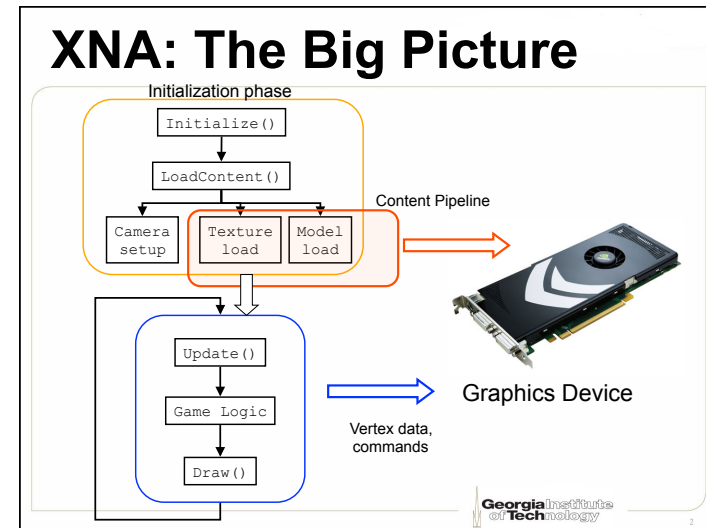 XNA: The Big Picture
Initialization phase
Initialize()
LoadContent()
Content Pipeline
Camera
setup
Texture
load
Model
load
Update()
Game Logic
Draw()
Vertex data,
commands
Graphics Device
Georgia Institute
of Technology
2